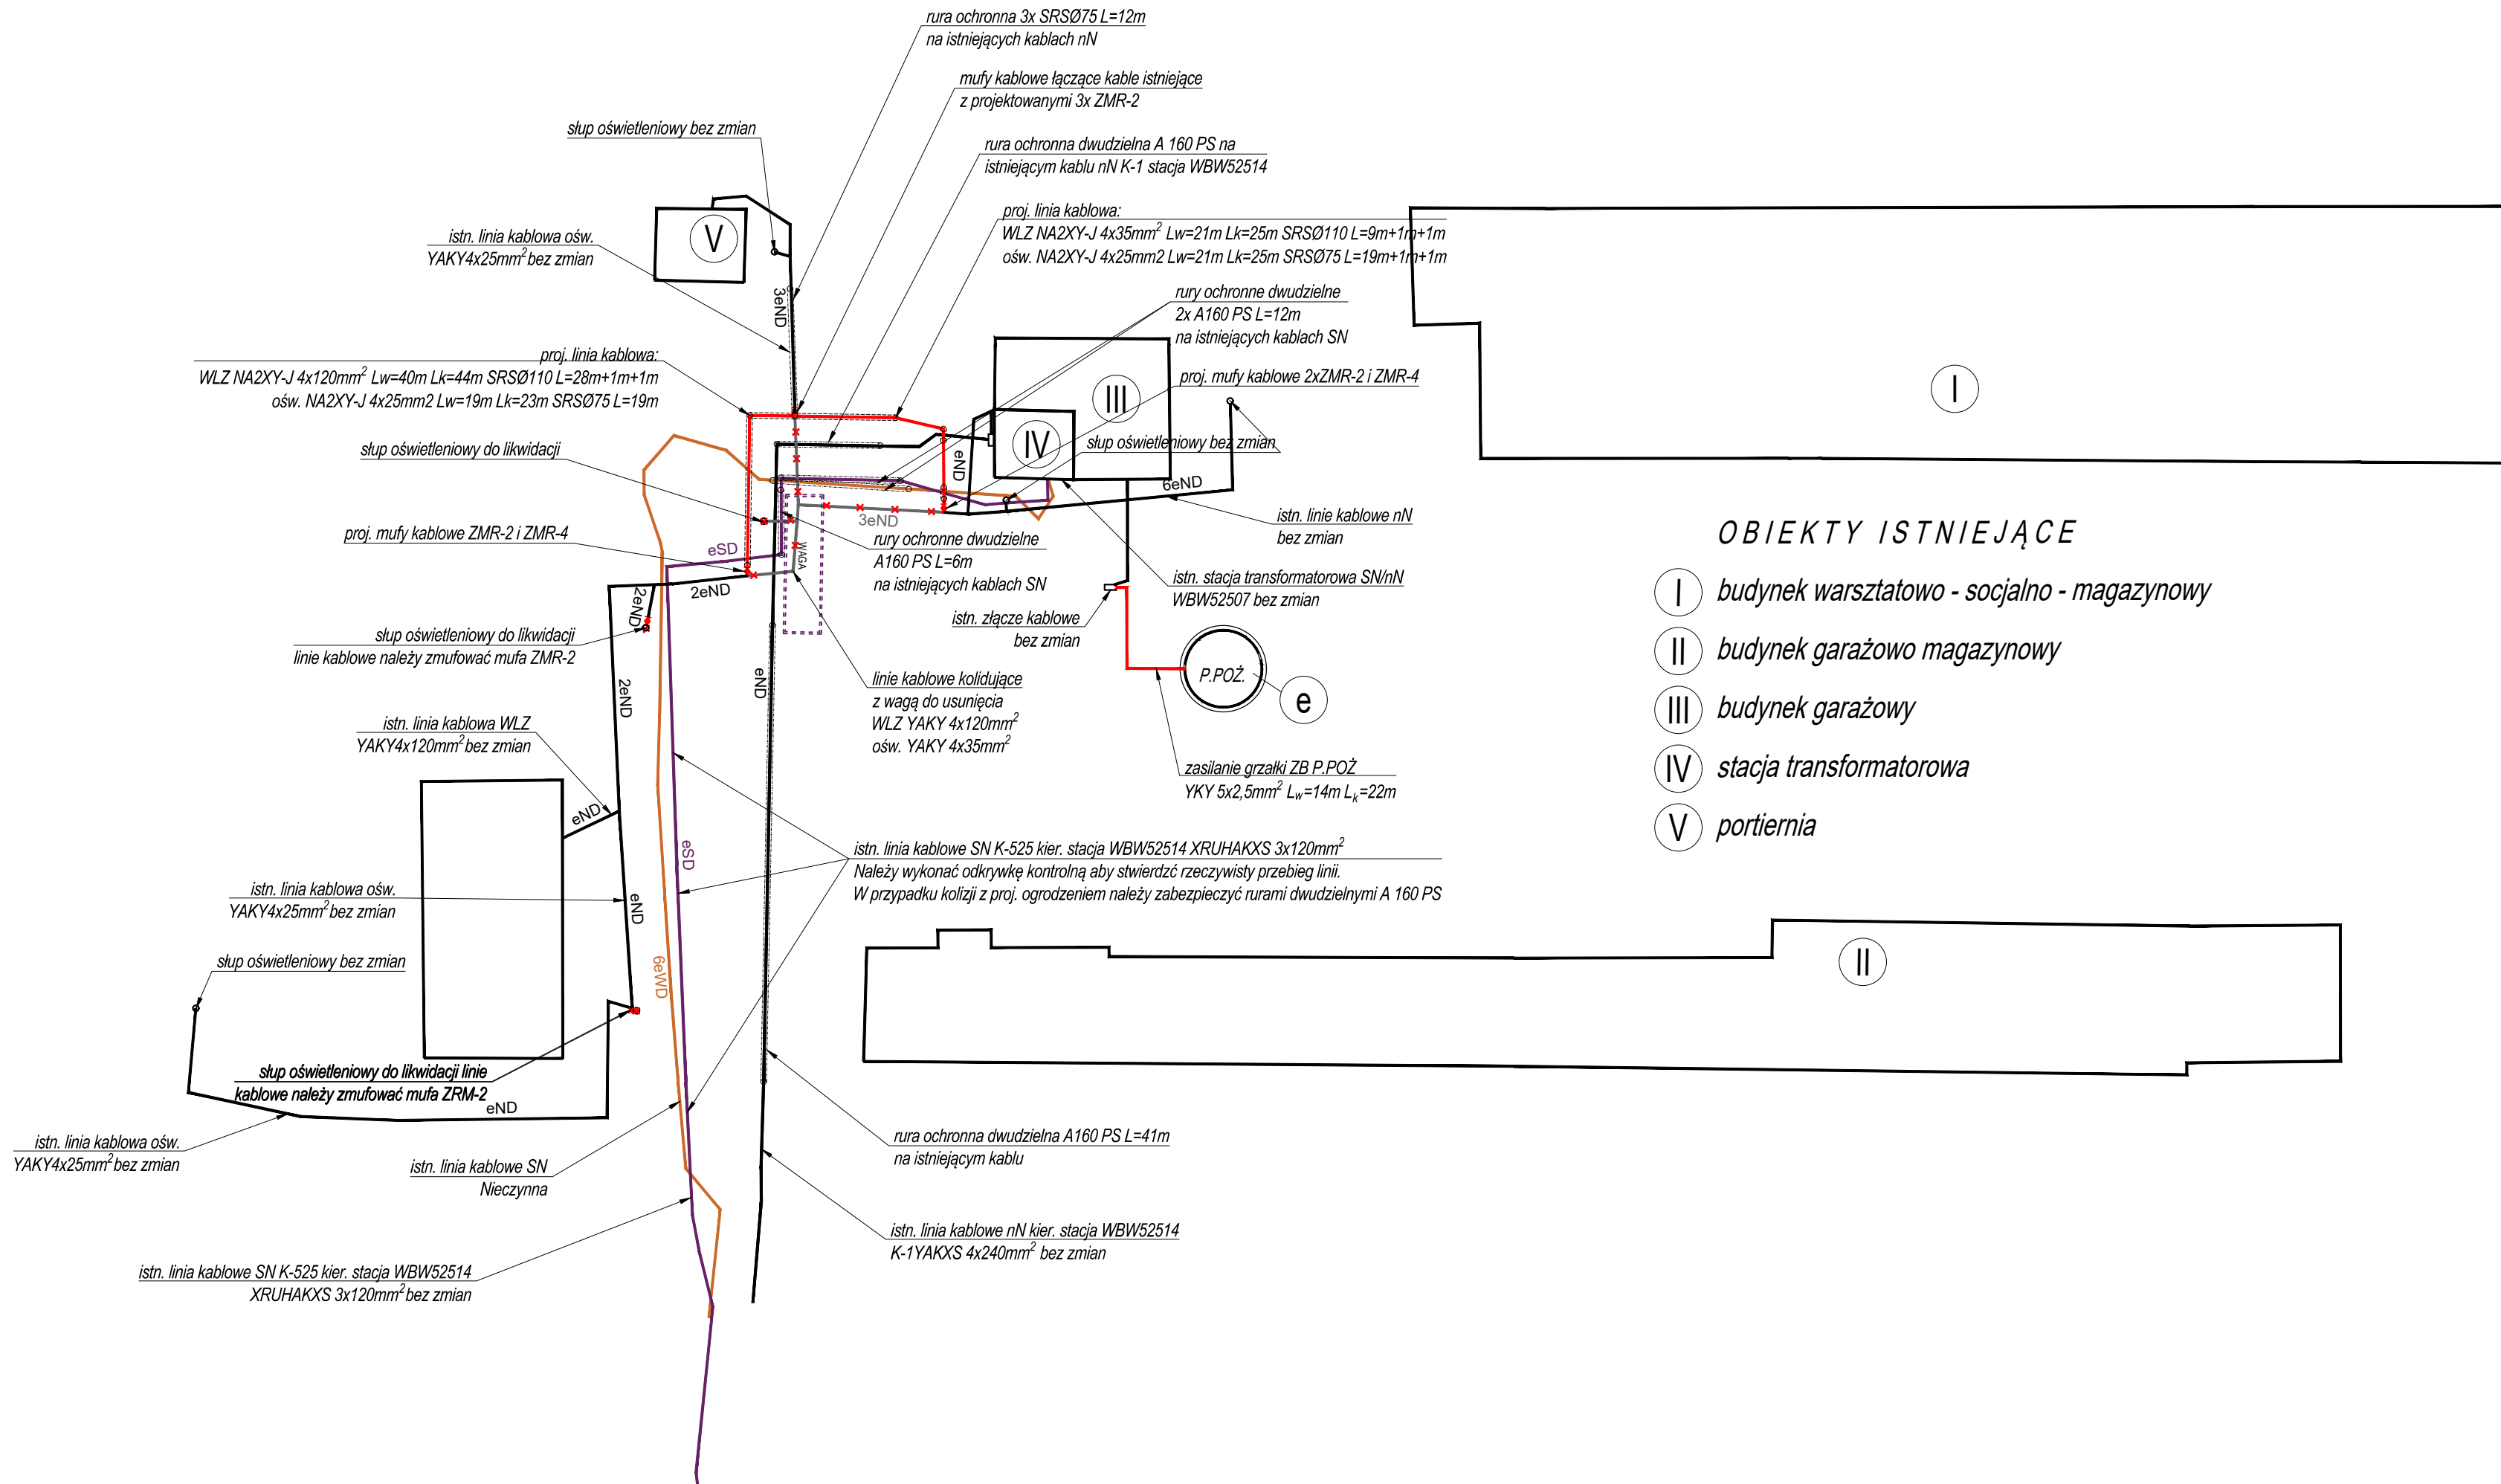 rura ochronna 3x SRSØ75 L=12m
na istniejących kablach nN
mufy kablowe łączące kable istniejące
z projektowanymi 3x ZMR-2
słup oświetleniowy bez zmian
rura ochronna dwudzielna A 160 PS na
istniejącym kablu nN K-1 stacja WBW52514
proj. linia kablowa:
WLZ NA2XY-J 4x35mm² Lw=21m Lk=25m SRSØ110 L=9m+1m+1m
ośw. NA2XY-J 4x25mm2 Lw=21m Lk=25m SRSØ75 L=19m+1m+1m
V
istn. linia kablowa ośw.
YAKY4x25mm² bez zmian
3eND
rury ochronne dwudzielne
2x A160 PS L=12m
na istniejących kablach SN
proj. linia kablowa:
WLZ NA2XY-J 4x120mm² Lw=40m Lk=44m SRSØ110 L=28m+1m+1m
ośw. NA2XY-J 4x25mm2 Lw=19m Lk=23m SRSØ75 L=19m
proj. mufy kablowe 2xZMR-2 i ZMR-4
III
I
IV
słup oświetleniowy bez zmian
słup oświetleniowy do likwidacji
eND
6eND
3eND
istn. linie kablowe nN
bez zmian
proj. mufy kablowe ZMR-2 i ZMR-4
eSD
WAGA
rury ochronne dwudzielne
A160 PS L=6m
na istniejących kablach SN
istn. stacja transformatorowa SN/nN
WBW52507 bez zmian
2eND
2eND
istn. złącze kablowe
bez zmian
słup oświetleniowy do likwidacji
linie kablowe należy zmufować mufa ZMR-2
P.POŻ.
e
2eND
eND
linie kablowe kolidujące
z wagą do usunięcia
WLZ YAKY 4x120mm²
ośw. YAKY 4x35mm²
istn. linia kablowa WLZ
YAKY4x120mm² bez zmian
zasilanie grzałki ZB P.POŻ
YKY 5x2,5mm² Lw=14m Lk=22m
eND
eSD
istn. linia kablowe SN K-525 kier. stacja WBW52514 XRUHAKXS 3x120mm²
Należy wykonać odkrywkę kontrolną aby stwierdzć rzeczywisty przebieg linii.
W przypadku kolizji z proj. ogrodzeniem należy zabezpieczyć rurami dwudzielnymi A 160 PS
istn. linia kablowa ośw.
YAKY4x25mm² bez zmian
eND
słup oświetleniowy bez zmian
6eWD
II
słup oświetleniowy do likwidacji linie
kablowe należy zmufować mufa ZRM-2
eND
istn. linia kablowa ośw.
YAKY4x25mm² bez zmian
rura ochronna dwudzielna A160 PS L=41m
na istniejącym kablu
istn. linia kablowe SN
Nieczynna
istn. linia kablowe nN kier. stacja WBW52514
K-1YAKXS 4x240mm² bez zmian
istn. linia kablowe SN K-525 kier. stacja WBW52514
XRUHAKXS 3x120mm² bez zmian
OBIEKTY ISTNIEJĄCE
I budynek warsztatowo - socjalno - magazynowy
II budynek garażowo magazynowy
III budynek garażowy
IV stacja transformatorowa
V portiernia